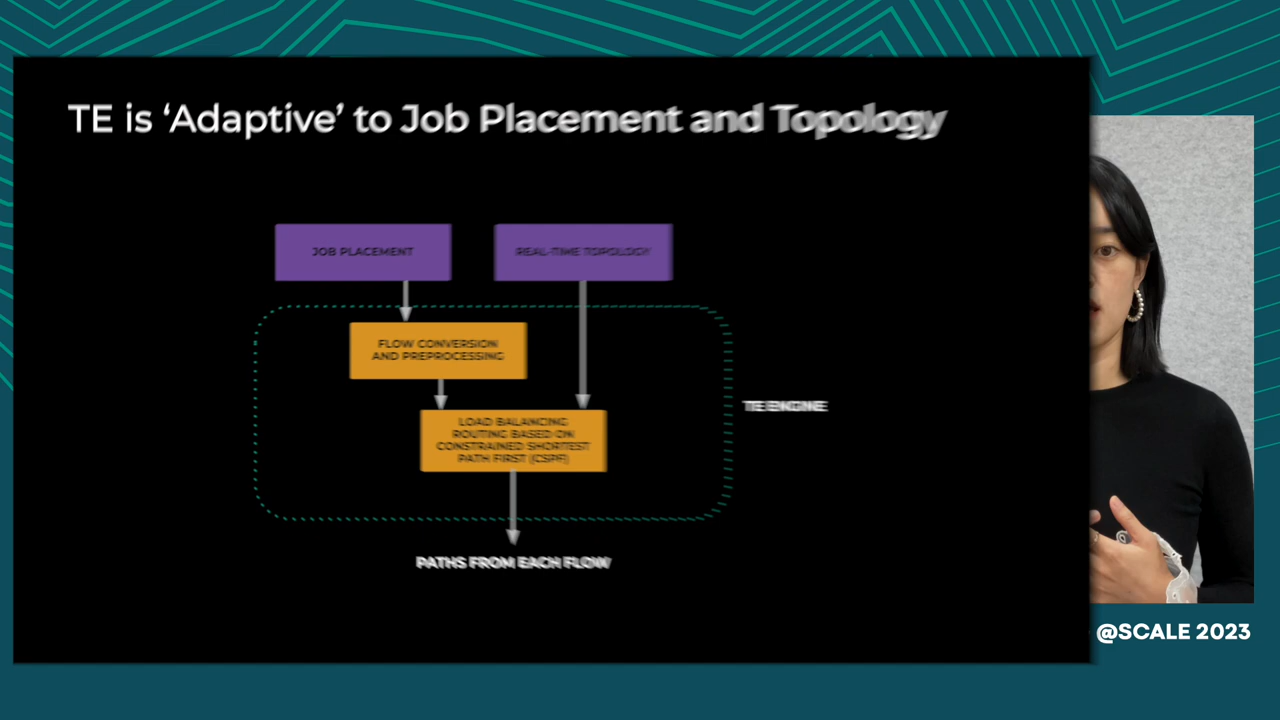 TE is ‘Adaptive’ to Job Placement and Topology
JOB PLACEMENT
REAL-TIME TOPOLOGY
FLOW CONVERSION
AND PREPROCESSING
LOAD BALANCING
ROUTING BASED ON
CONSTRAINED SHORTEST
PATH FIRST (CSPF)
TE ENGINE
PATHS FROM EACH FLOW
@SCALE 2023